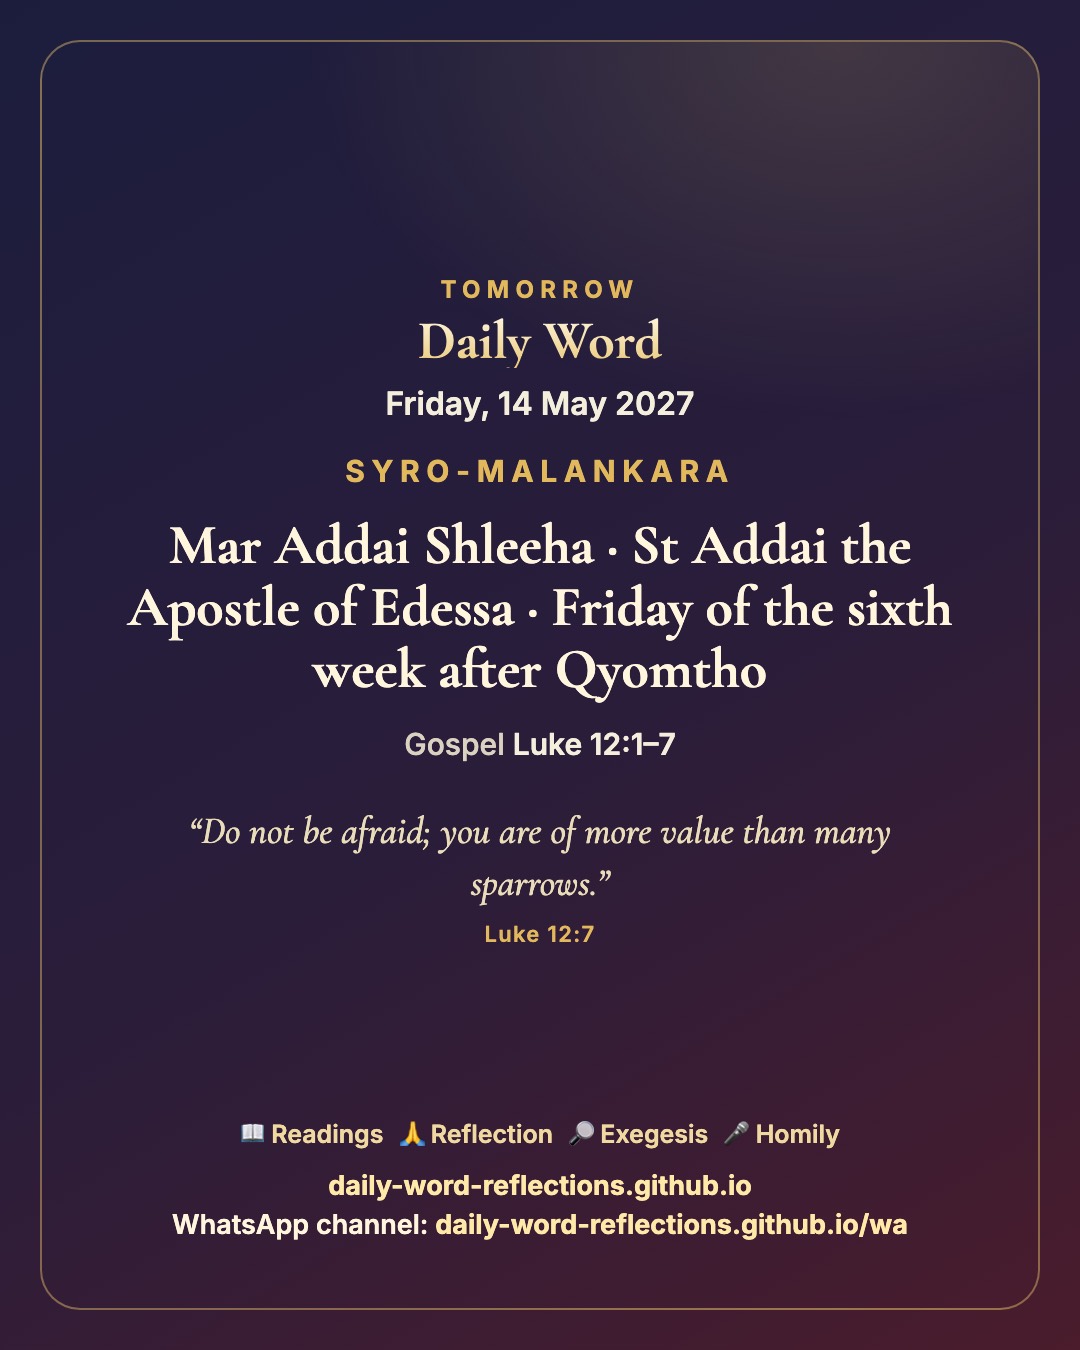 TOMORROW
Daily Word
Friday, 14 May 2027
SYRO-MALANKARA
Mar Addai Shleeha · St Addai the
Apostle of Edessa · Friday of the sixth
week after Qyomtho
Gospel Luke 12:1–7
“Do not be afraid; you are of more value than many
sparrows.”
Luke 12:7
📖 Readings 🙏 Reflection 🔎 Exegesis 🎤 Homily
daily-word-reflections.github.io
WhatsApp channel: daily-word-reflections.github.io/wa